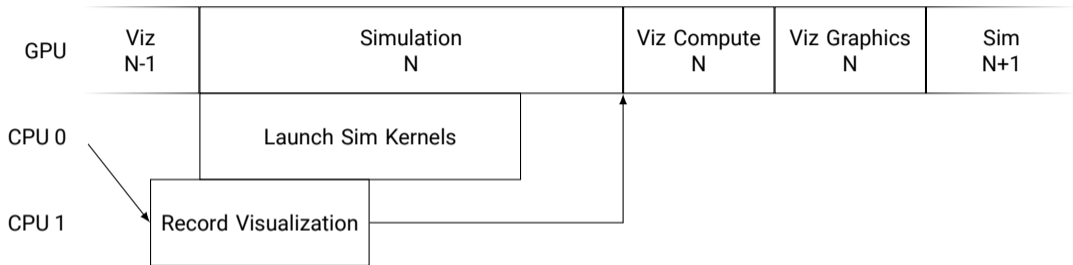 GPU
Viz
N-1
Simulation
N
Viz Compute
N
Viz Graphics
N
Sim
N+1
CPU 0
Launch Sim Kernels
CPU 1
Record Visualization